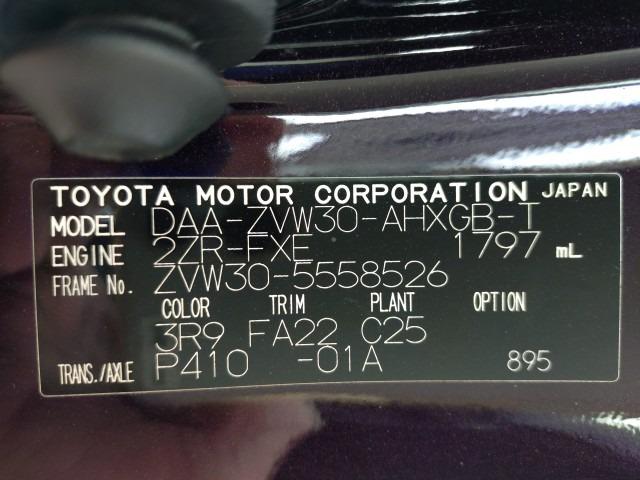 TOYOTA MOTOR CORPORATION JAPAN
MODEL DAA-ZVW30-AHXGB-T
ENGINE 2ZR-FXE 1797 mL
FRAME No. ZVW30-5558526
COLOR TRIM PLANT OPTION
3R9 FA22 C25
TRANS./AXLE P410 -01A 895